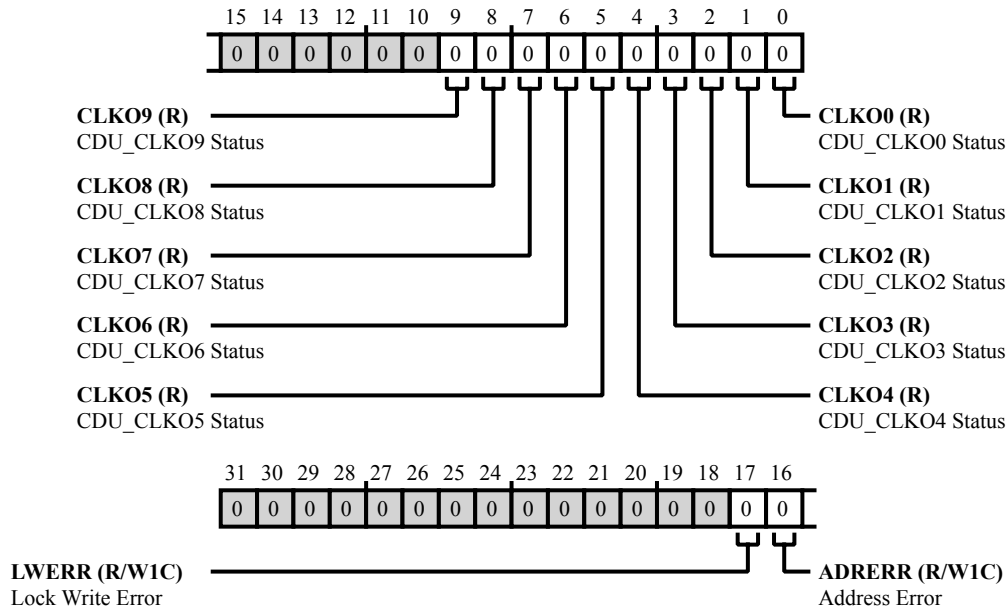 15 14 13 12 11 10 9 8 7 6 5 4 3 2 1 0
0 0 0 0 0 0 0 0 0 0 0 0 0 0 0 0
CLKO9 (R)
CDU_CLKO9 Status
CLKO8 (R)
CDU_CLKO8 Status
CLKO7 (R)
CDU_CLKO7 Status
CLKO6 (R)
CDU_CLKO6 Status
CLKO5 (R)
CDU_CLKO5 Status
CLKO0 (R)
CDU_CLKO0 Status
CLKO1 (R)
CDU_CLKO1 Status
CLKO2 (R)
CDU_CLKO2 Status
CLKO3 (R)
CDU_CLKO3 Status
CLKO4 (R)
CDU_CLKO4 Status
31 30 29 28 27 26 25 24 23 22 21 20 19 18 17 16
0 0 0 0 0 0 0 0 0 0 0 0 0 0 0 0
LWERR (R/W1C)
Lock Write Error
ADRERR (R/W1C)
Address Error